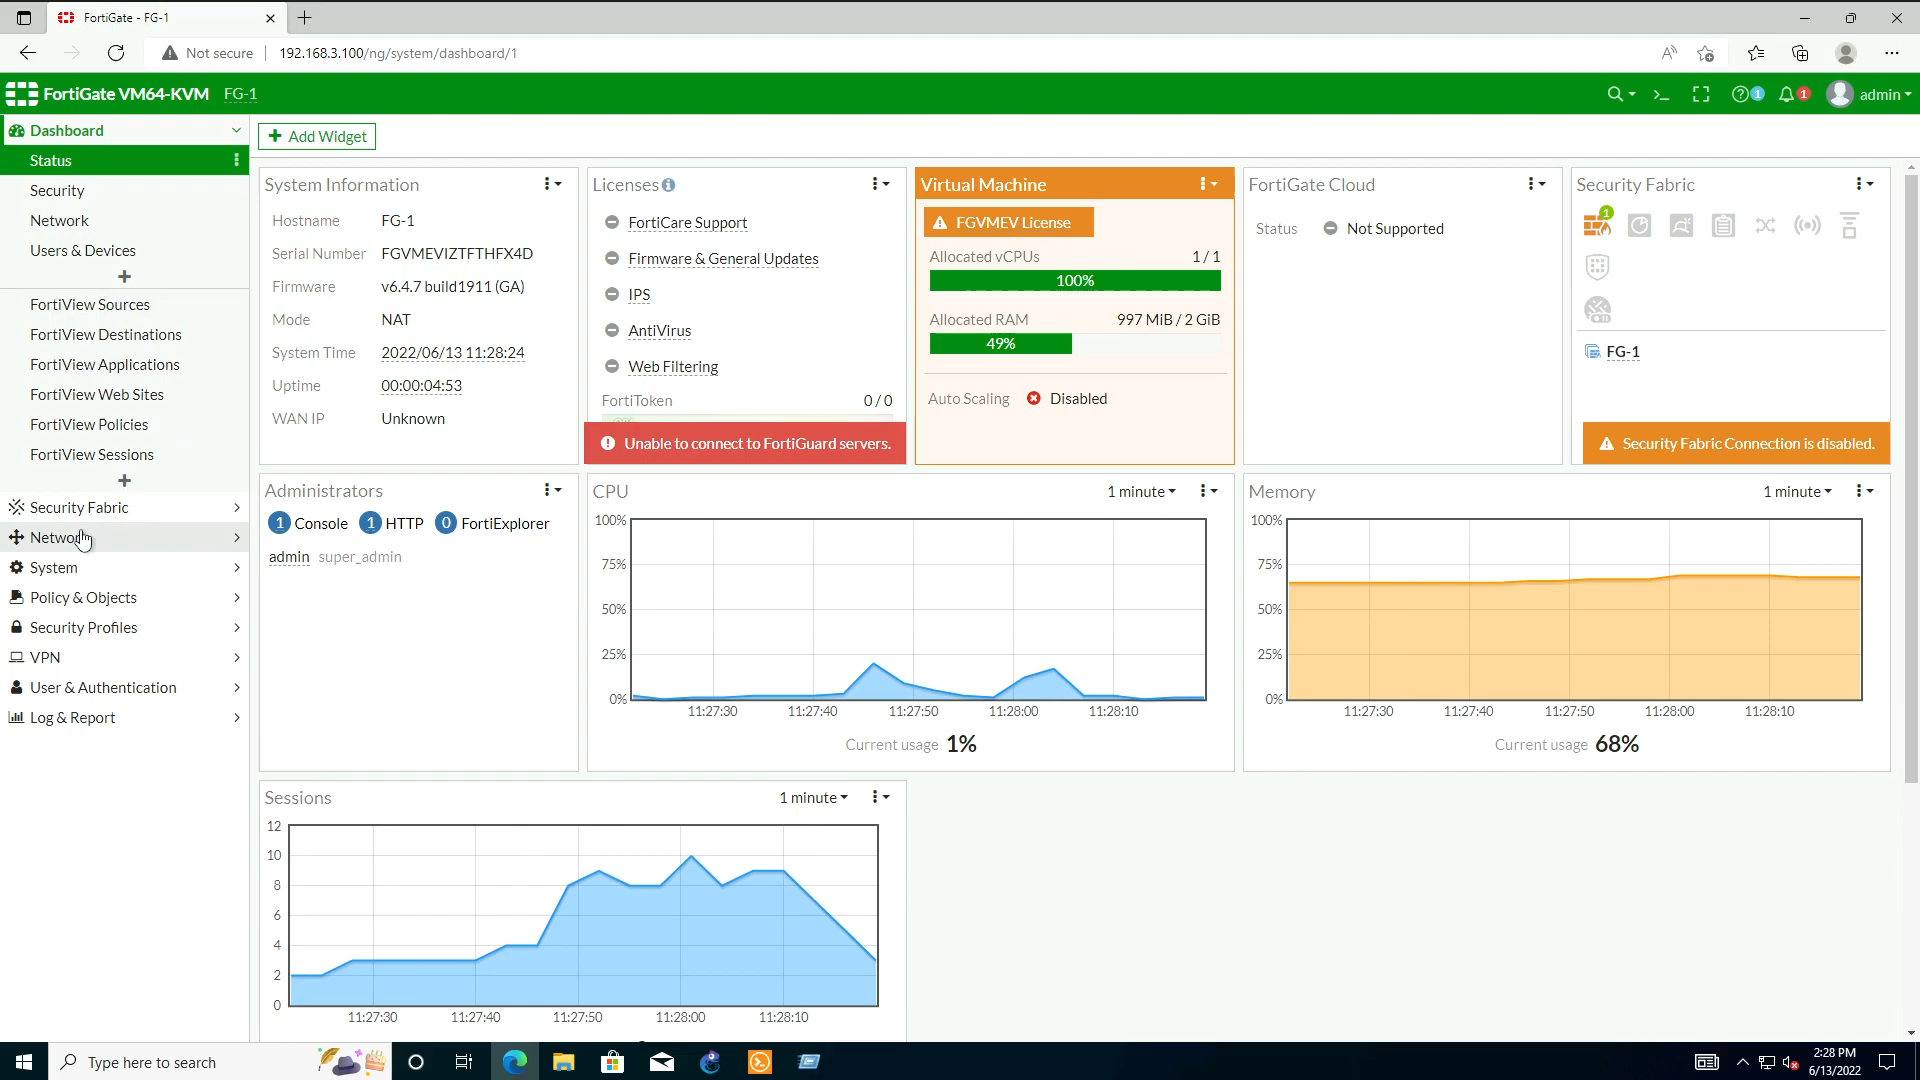 FortiGate - FG-1
Not secure
192.168.3.100/ng/system/dashboard/1
FortiGate VM64-KVM FG-1
1
1
admin
Dashboard
Status
Security
Network
Users & Devices
FortiView Sources
FortiView Destinations
FortiView Applications
FortiView Web Sites
FortiView Policies
FortiView Sessions
Security Fabric
Network
System
Policy & Objects
Security Profiles
VPN
User & Authentication
Log & Report
Add Widget
System Information
Hostname FG-1
Serial Number FGVMEVIZTFTHFX4D
Firmware v6.4.7 build1911 (GA)
Mode NAT
System Time 2022/06/13 11:28:24
Uptime 00:00:04:53
WAN IP Unknown
Licenses
FortiCare Support
Firmware & General Updates
IPS
AntiVirus
Web Filtering
FortiToken 0 / 0
Unable to connect to FortiGuard servers.
Virtual Machine
FGVMEV License
Allocated vCPUs 1 / 1
100%
Allocated RAM 997 MiB / 2 GiB
49%
Auto Scaling Disabled
FortiGate Cloud
Status Not Supported
Security Fabric
1
FG-1
Security Fabric Connection is disabled.
Administrators
1 Console 1 HTTP 0 FortiExplorer
admin super_admin
CPU
1 minute
100%
75%
50%
25%
0%
11:27:30 11:27:40 11:27:50 11:28:00 11:28:10
Current usage 1%
Memory
1 minute
100%
75%
50%
25%
0%
11:27:30 11:27:40 11:27:50 11:28:00 11:28:10
Current usage 68%
Sessions
1 minute
12
10
8
6
4
2
0
11:27:30 11:27:40 11:27:50 11:28:00 11:28:10
Type here to search
2:28 PM
6/13/2022